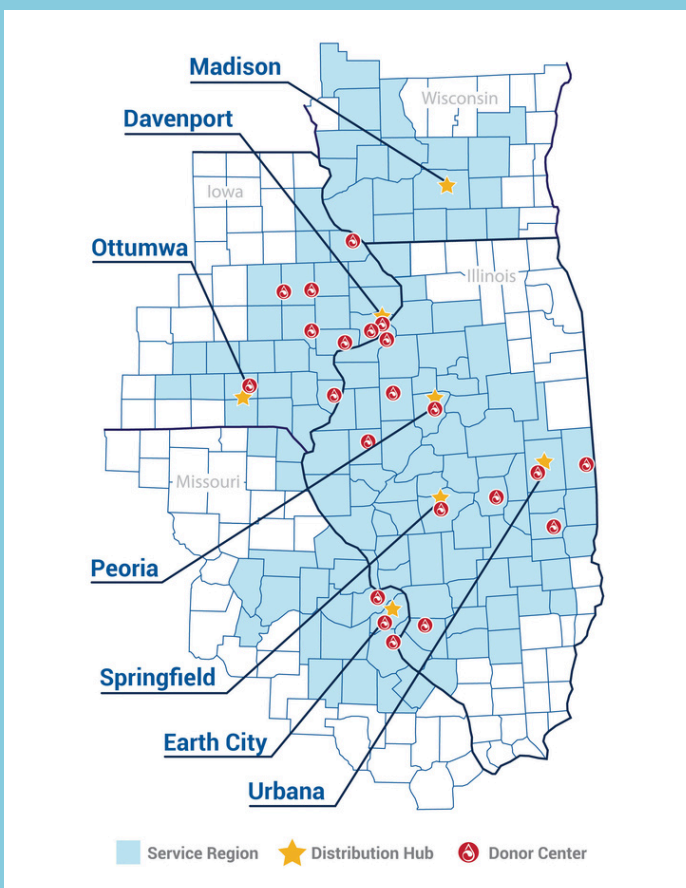 Madison
Wisconsin
Davenport
Iowa
Ottumwa
Illinois
Missouri
Peoria
Springfield
Earth City
Urbana
Service Region
Distribution Hub
Donor Center